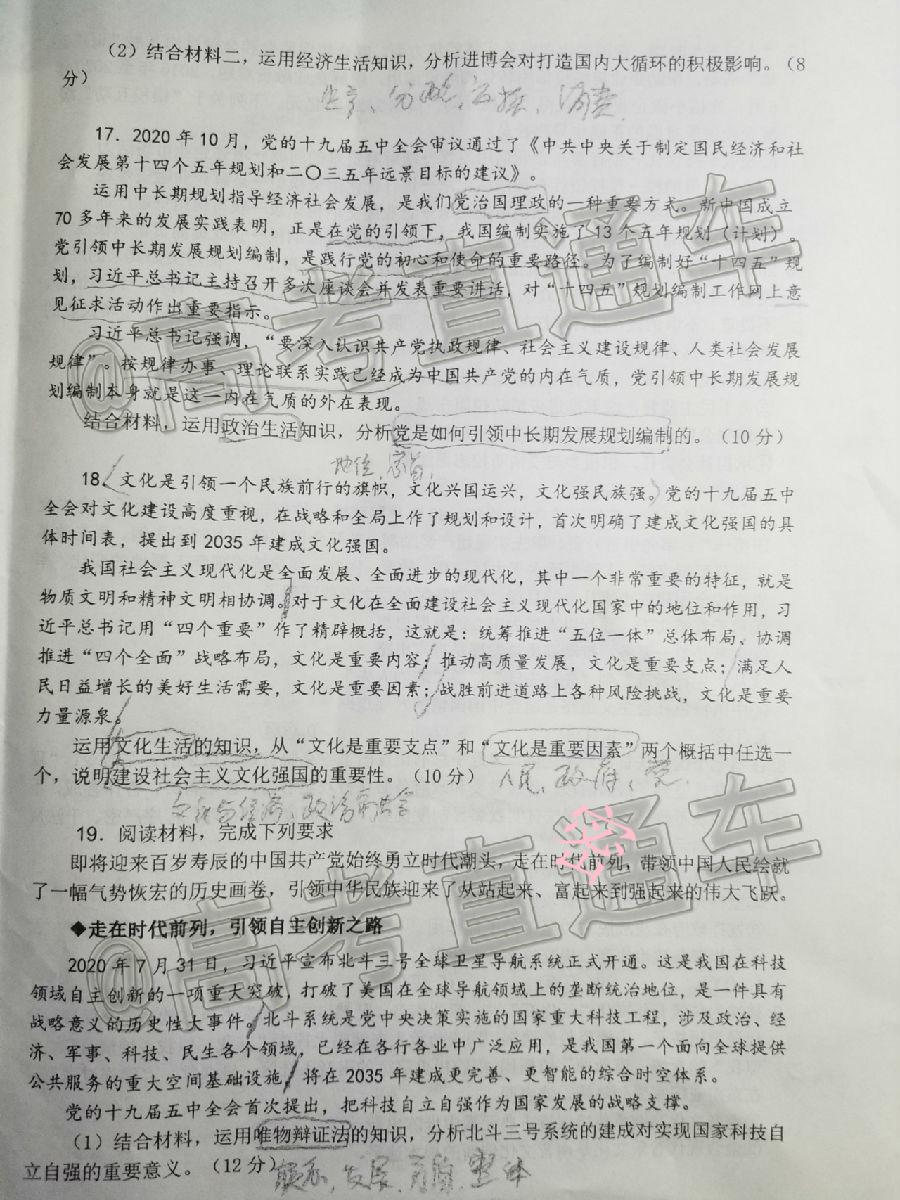 （2）结合材料二，运用经济生活知识，分析进博会对打造国内大循环的积极影响。（8
分）
生产、分配、交换、消费
17．2020 年 10 月，党的十九届五中全会审议通过了《中共中央关于制定国民经济和社
会发展第十四个五年规划和二〇三五年远景目标的建议》。
运用中长期规划指导经济社会发展，是我们党治国理政的一种重要方式。新中国成立
70 多年来的发展实践表明，正是在党的引领下，我国编制实施了 13 个五年规划（计划）。
党引领中长期发展规划编制，是践行党的初心和使命的重要路径。为了编制好“十四五”规
划，习近平总书记主持召开多次座谈会并发表重要讲话，对“十四五”规划编制工作网上意
见征求活动作出重要指示。
习近平总书记强调，“要深入认识共产党执政规律、社会主义建设规律、人类社会发展
规律”。按规律办事、理论联系实践已经成为中国共产党的内在气质，党引领中长期发展规
划编制本身就是这一内在气质的外在表现。
结合材料，运用政治生活知识，分析党是如何引领中长期发展规划编制的。（10 分）
地位、
18．文化是引领一个民族前行的旗帜，文化兴国运兴，文化强民族强。党的十九届五中
全会对文化建设高度重视，在战略和全局上作了规划和设计，首次明确了建成文化强国的具
体时间表，提出到 2035 年建成文化强国。
我国社会主义现代化是全面发展、全面进步的现代化，其中一个非常重要的特征，就是
物质文明和精神文明相协调。对于文化在全面建设社会主义现代化国家中的地位和作用，习
近平总书记用“四个重要”作了精辟概括，这就是：统筹推进“五位一体”总体布局、协调
推进“四个全面”战略布局，文化是重要内容；推动高质量发展，文化是重要支点；满足人
民日益增长的美好生活需要，文化是重要因素；战胜前进道路上各种风险挑战，文化是重要
力量源泉。
运用文化生活的知识，从“文化是重要支点”和“文化是重要因素”两个概括中任选一
个，说明建设社会主义文化强国的重要性。（10 分） 人民、政府、党
文化与经济、政治
19．阅读材料，完成下列要求
即将迎来百岁寿辰的中国共产党始终勇立时代潮头，走在时代前列，带领中国人民绘就
了一幅气势恢宏的历史画卷，引领中华民族迎来了从站起来、富起来到强起来的伟大飞跃。
◆走在时代前列，引领自主创新之路
2020 年 7 月 31 日，习近平宣布北斗三号全球卫星导航系统正式开通。这是我国在科技
领域自主创新的一项重大突破，打破了美国在全球导航领域上的垄断统治地位，是一件具有
战略意义的历史性大事件。北斗系统是党中央决策实施的国家重大科技工程，涉及政治、经
济、军事、科技、民生各个领域，已经在各行各业中广泛应用，是我国第一个面向全球提供
公共服务的重大空间基础设施，将在 2035 年建成更完善、更智能的综合时空体系。
党的十九届五中全会首次提出，把科技自立自强作为国家发展的战略支撑。
（1）结合材料，运用唯物辩证法的知识，分析北斗三号系统的建成对实现国家科技自
立自强的重要意义。（12 分）联系、发展、矛盾、整体
@高考直通车
@高考直通车